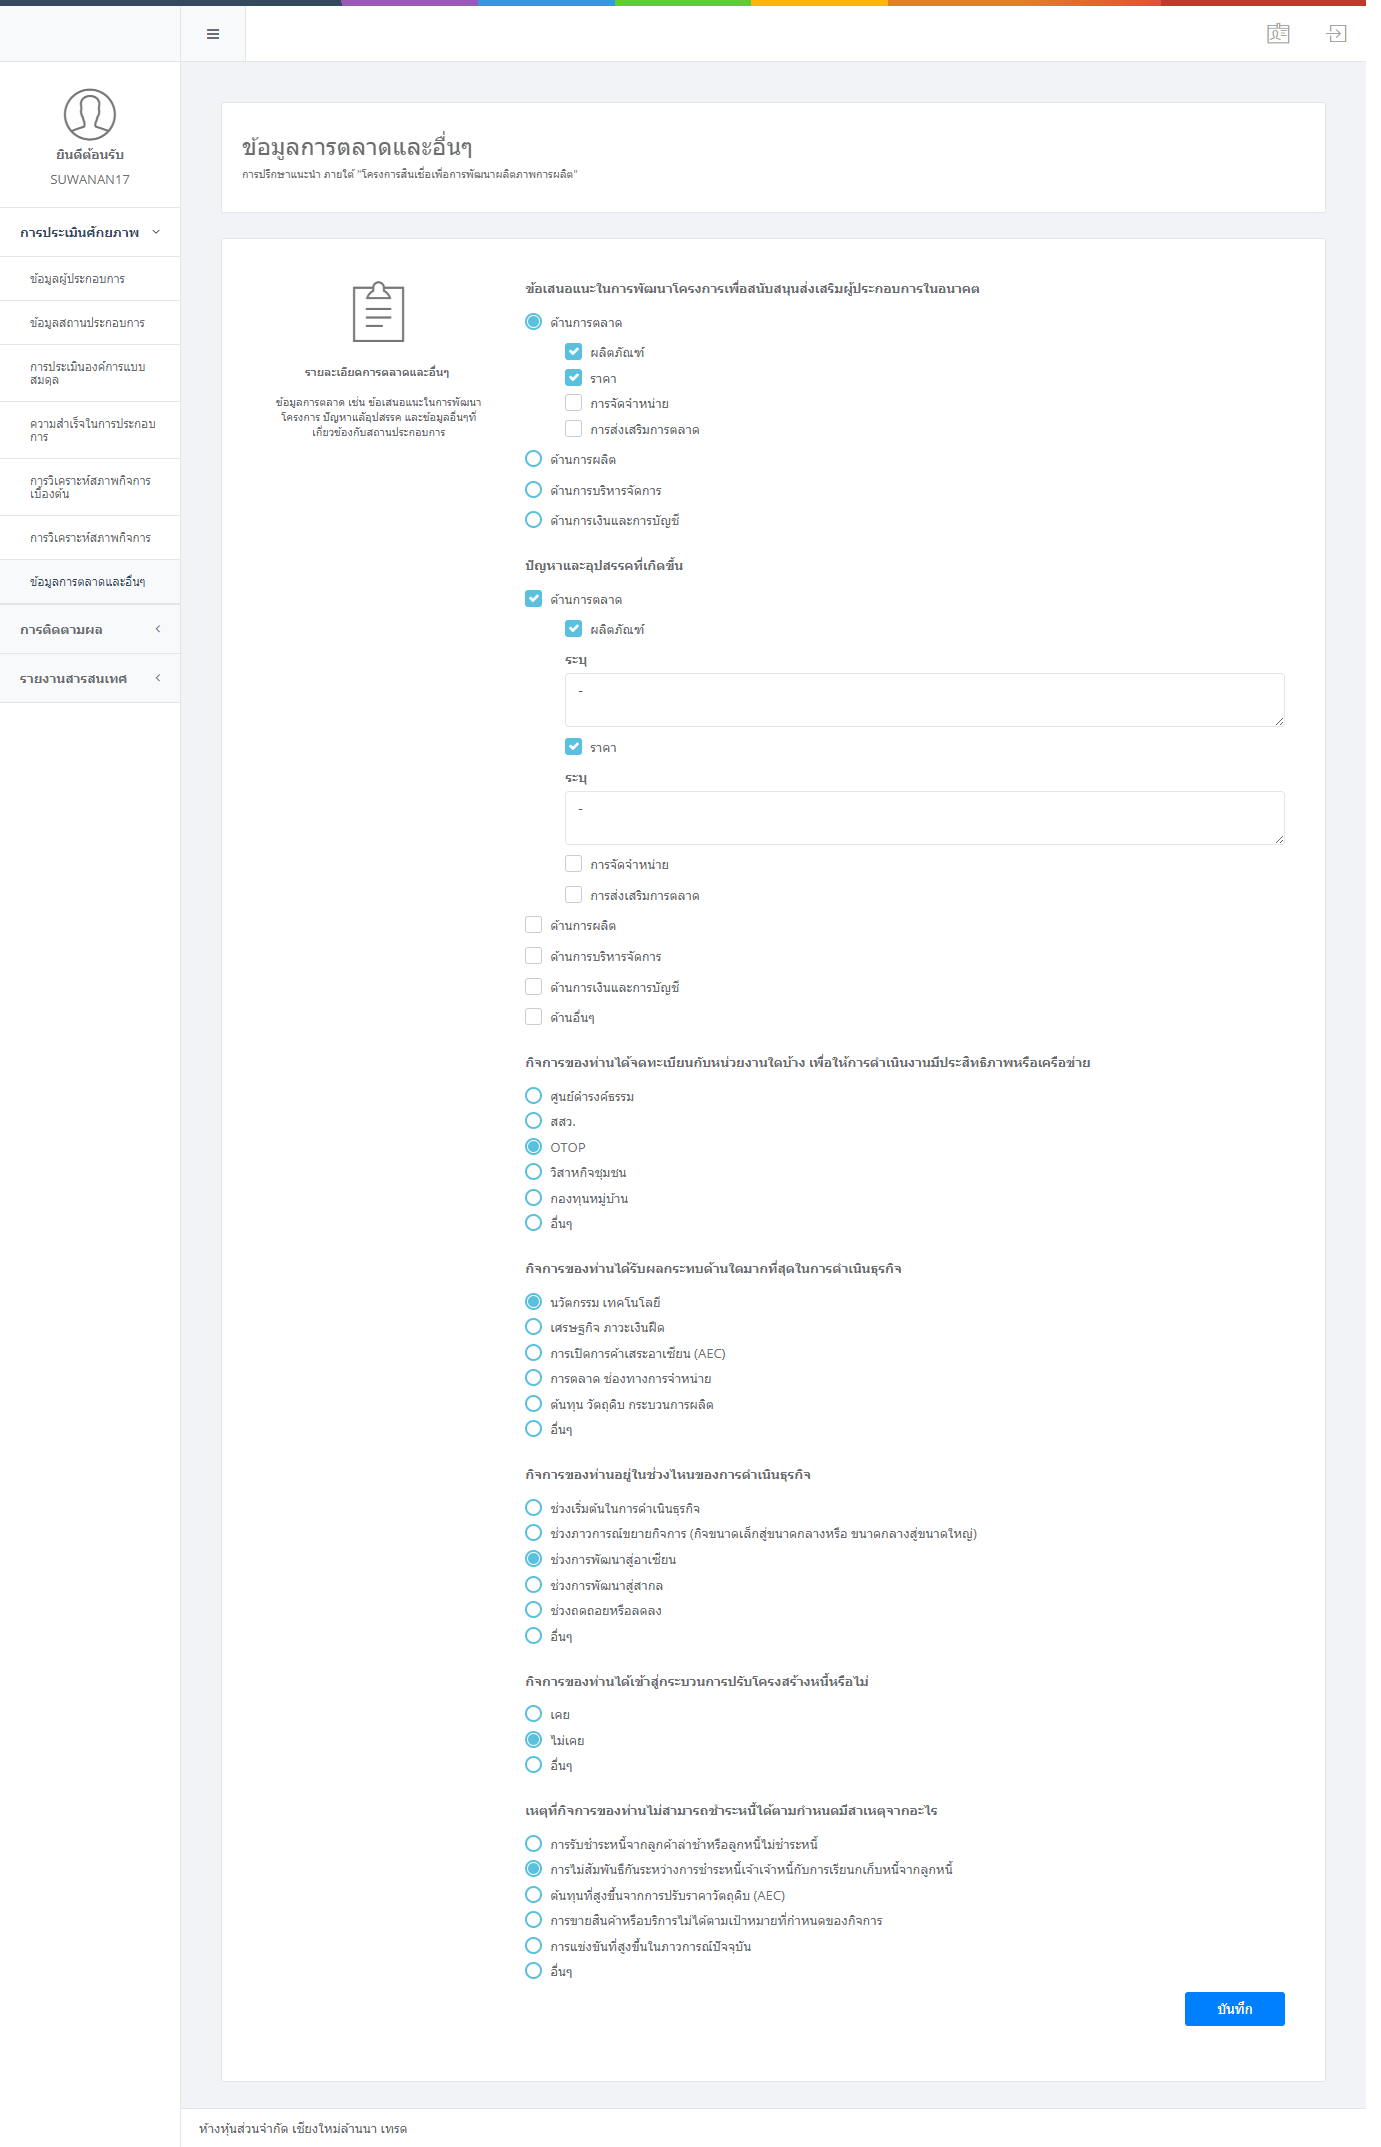 ยินดีต้อนรับ
SUWANAN17
การประเมินศักยภาพ
ข้อมูลผู้ประกอบการ
ข้อมูลสถานประกอบการ
การประเมินองค์การแบบ
สมดุล
ความสำเร็จในการประกอบ
การ
การวิเคราะห์สภาพกิจการ
เบื้องต้น
การวิเคราะห์สภาพกิจการ
ข้อมูลการตลาดและอื่นๆ
การติดตามผล
รายงานสารสนเทศ
ข้อมูลการตลาดและอื่นๆ
การปรึกษาแนะนำ ภายใต้ "โครงการสินเชื่อเพื่อการพัฒนาผลิตภาพการผลิต"
รายละเอียดการตลาดและอื่นๆ
ข้อมูลการตลาด เช่น ข้อเสนอแนะในการพัฒนา
โครงการ ปัญหาแล้อุปสรรค และข้อมูลอื่นๆที่
เกี่ยวข้องกับสถานประกอบการ
ข้อเสนอแนะในการพัฒนาโครงการเพื่อสนับสนุนส่งเสริมผู้ประกอบการในอนาคต
ด้านการตลาด
ผลิตภัณฑ์
ราคา
การจัดจำหน่าย
การส่งเสริมการตลาด
ด้านการผลิต
ด้านการบริหารจัดการ
ด้านการเงินและการบัญชี
ปัญหาและอุปสรรคที่เกิดขึ้น
ด้านการตลาด
ผลิตภัณฑ์
ระบุ
-
ราคา
ระบุ
-
การจัดจำหน่าย
การส่งเสริมการตลาด
ด้านการผลิต
ด้านการบริหารจัดการ
ด้านการเงินและการบัญชี
ด้านอื่นๆ
กิจการของท่านได้จดทะเบียนกับหน่วยงานใดบ้าง เพื่อให้การดำเนินงานมีประสิทธิภาพหรือเครือข่าย
ศูนย์ดำรงค์ธรรม
สสว.
OTOP
วิสาหกิจชุมชน
กองทุนหมู่บ้าน
อื่นๆ
กิจการของท่านได้รับผลกระทบด้านใดมากที่สุดในการดำเนินธุรกิจ
นวัตกรรม เทคโนโลยี
เศรษฐกิจ ภาวะเงินฝืด
การเปิดการค้าเสระอาเซียน (AEC)
การตลาด ช่องทางการจำหน่าย
ต้นทุน วัตถุดิบ กระบวนการผลิต
อื่นๆ
กิจการของท่านอยู่ในช่วงไหนของการดำเนินธุรกิจ
ช่วงเริ่มต้นในการดำเนินธุรกิจ
ช่วงภาวการณ์ขยายกิจการ (กิจขนาดเล็กสู่ขนาดกลางหรือ ขนาดกลางสู่ขนาดใหญ่)
ช่วงการพัฒนาสู่อาเซียน
ช่วงการพัฒนาสู่สากล
ช่วงถดถอยหรือลดลง
อื่นๆ
กิจการของท่านได้เข้าสู่กระบวนการปรับโครงสร้างหนี้หรือไม่
เคย
ไม่เคย
อื่นๆ
เหตุที่กิจการของท่านไม่สามารถชำระหนี้ได้ตามกำหนดมีสาเหตุจากอะไร
การรับชำระหนี้จากลูกค้าล่าช้าหรือลูกหนี้ไม่ชำระหนี้
การไม่สัมพันธ์กันระหว่างการชำระหนี้เจ้าเจ้าหนี้กับการเรียนกเก็บหนี้จากลูกหนี้
ต้นทุนที่สูงขึ้นจากการปรับราคาวัตถุดิบ (AEC)
การขายสินค้าหรือบริการไม่ได้ตามเป้าหมายที่กำหนดของกิจการ
การแข่งขันที่สูงขึ้นในภาวการณ์ปัจจุบัน
อื่นๆ
บันทึก
ห้างหุ้นส่วนจำกัด เชียงใหม่ล้านนา เทรด